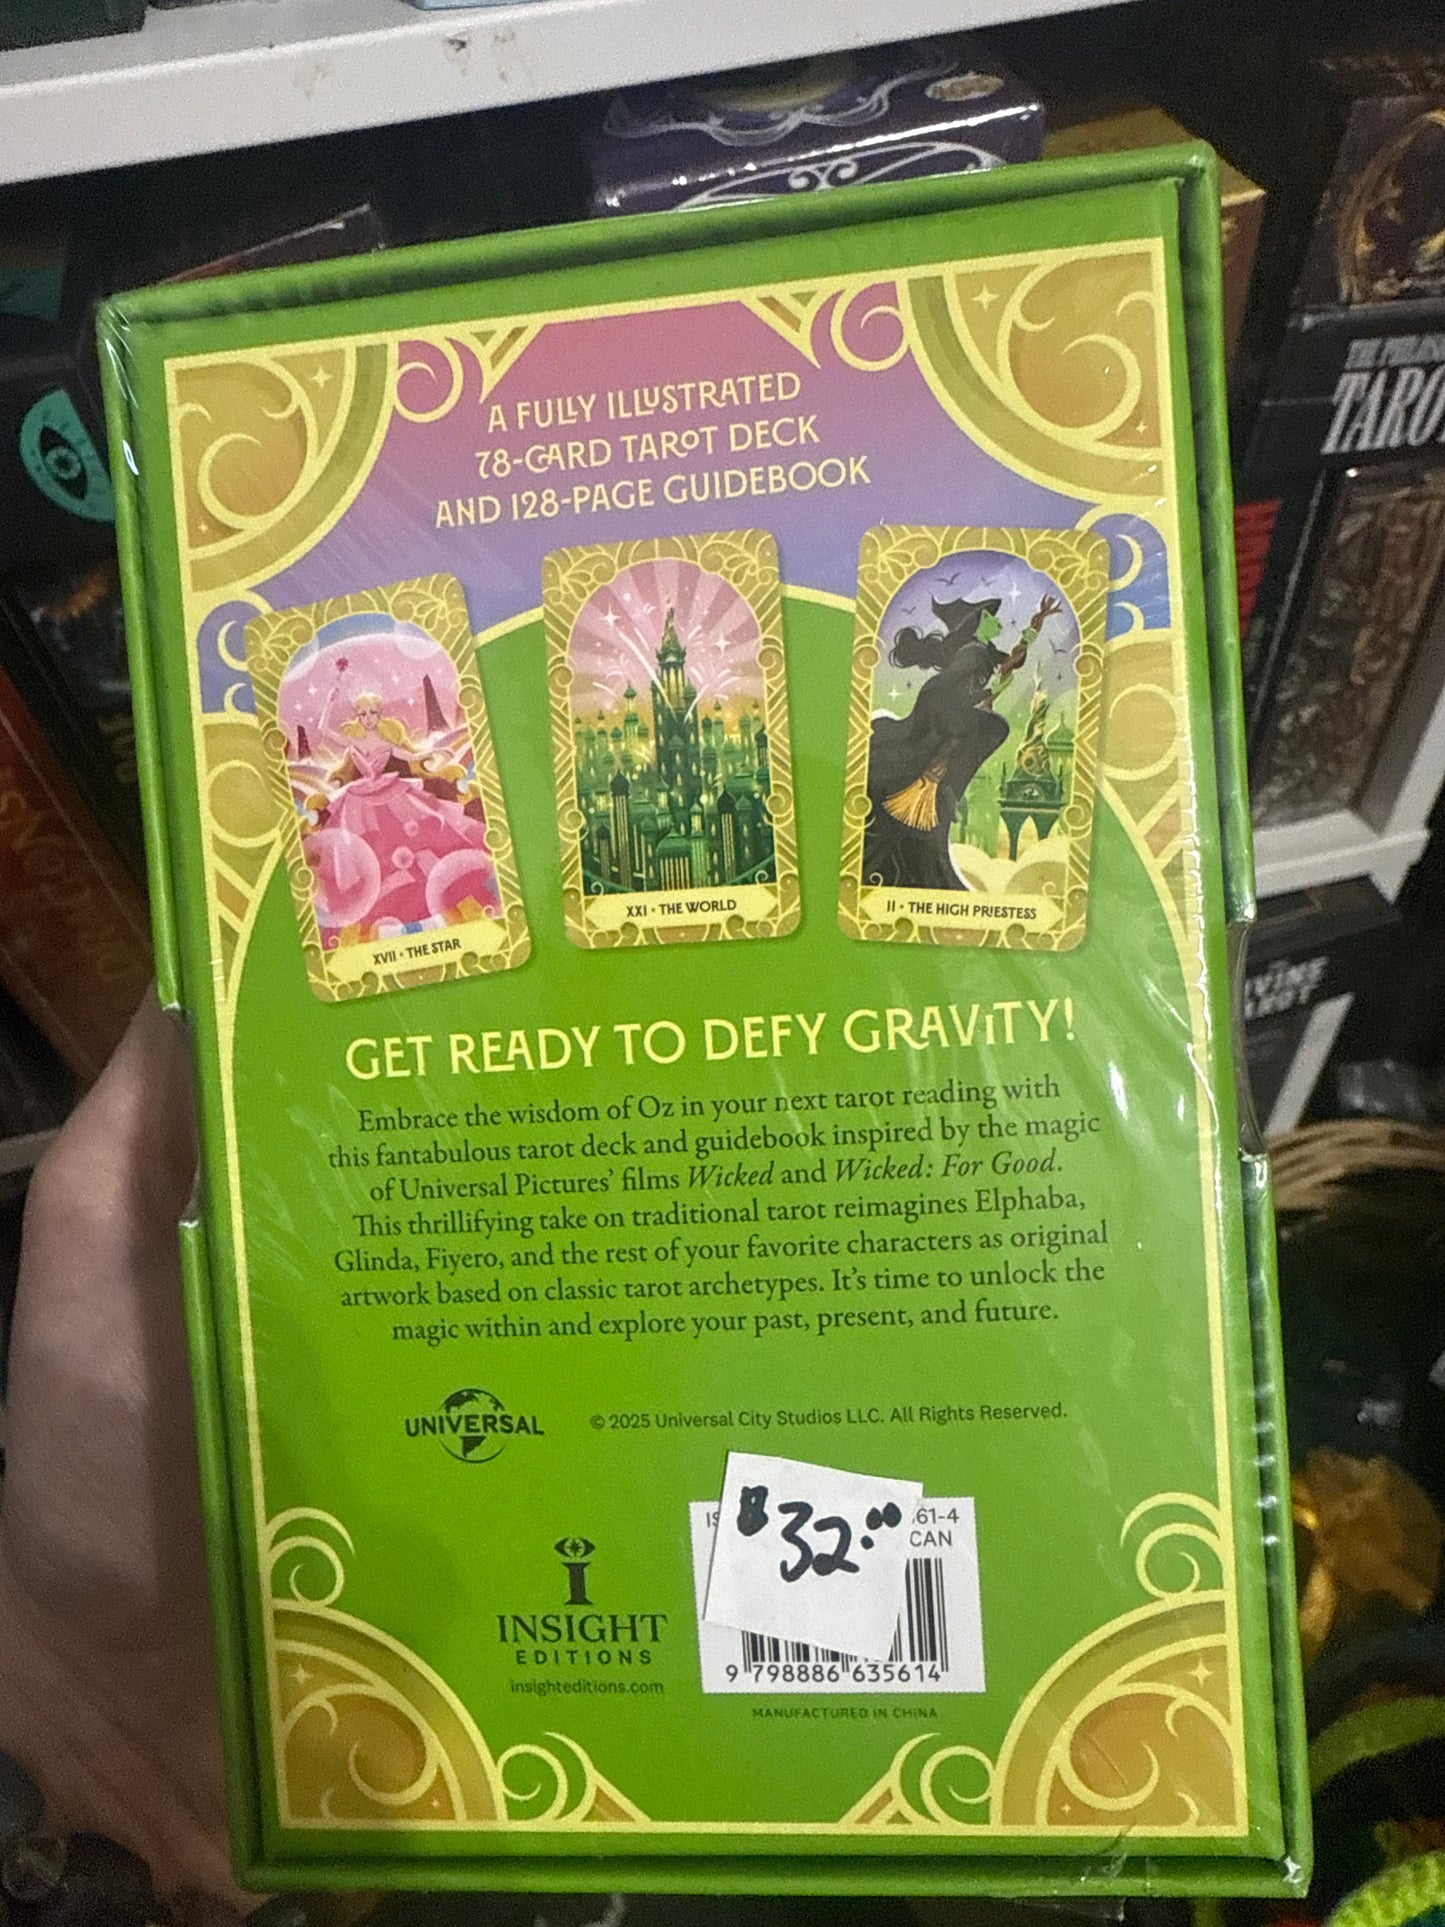 A FULLY ILLUSTRATED
78-CARD TAROT DECK
AND 128-PAGE GUIDEBOOK
XVII • THE STAR
XXI • THE WORLD
II • THE HIGH PRIESTESS
GET READY TO DEFY GRAVITY!
Embrace the wisdom of Oz in your next tarot reading with
this fantabulous tarot deck and guidebook inspired by the magic
of Universal Pictures' films Wicked and Wicked: For Good.
This thrillifying take on traditional tarot reimagines Elphaba,
Glinda, Fiyero, and the rest of your favorite characters as original
artwork based on classic tarot archetypes. It's time to unlock the
magic within and explore your past, present, and future.
UNIVERSAL
© 2025 Universal City Studios LLC. All Rights Reserved.
$32.00
61-4
CAN
INSIGHT
EDITIONS
insighteditions.com
9 798886 635614
MANUFACTURED IN CHINA
TAROT